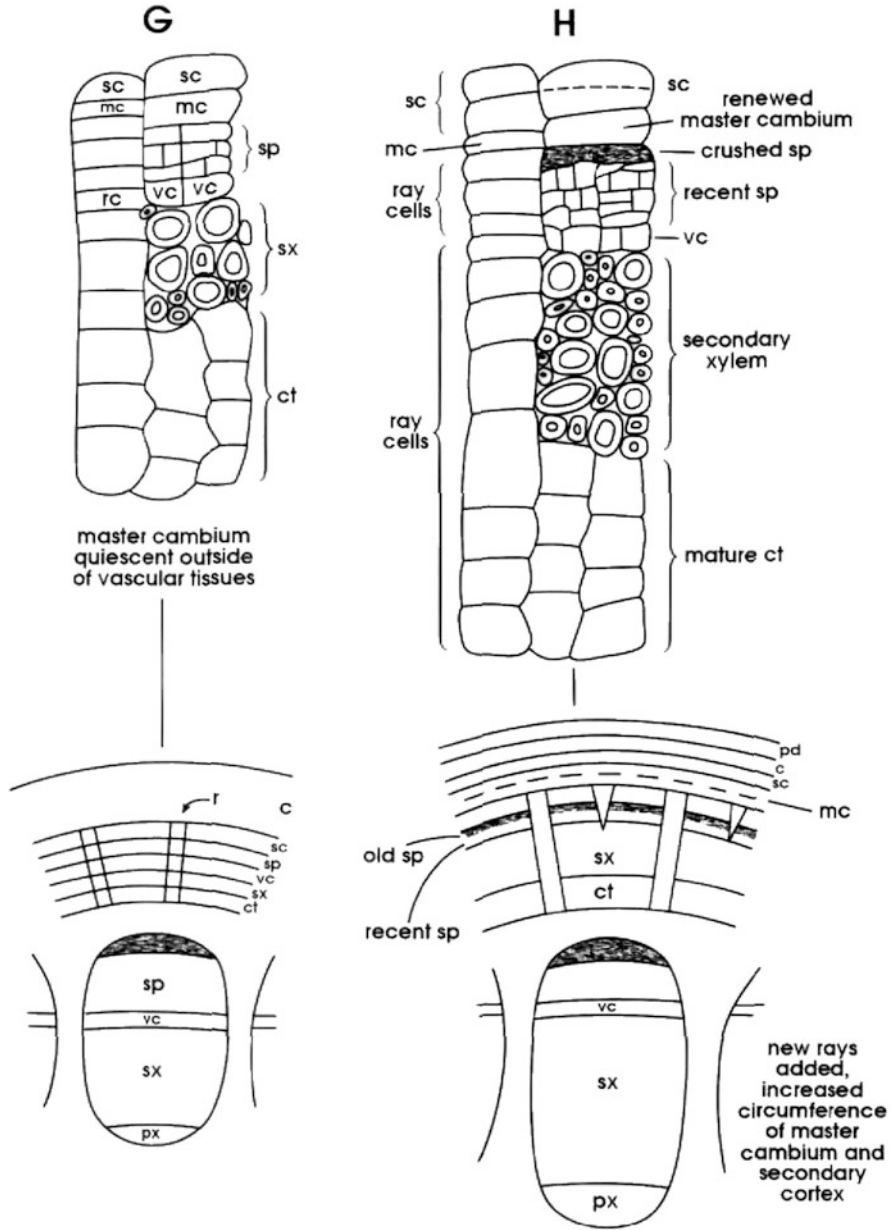 G
sc
sc
mc
mc
sp
rc
vc
vc
sx
ct
master cambium
quiescent outside
of vascular tissues
r
c
sc
sp
vc
sx
ct
sp
vc
sx
px
H
sc
sc
renewed
master cambium
mc
crushed sp
ray
cells
recent sp
vc
secondary
xylem
ray
cells
mature ct
pd
c
sc
mc
old sp
sx
ct
recent sp
vc
sx
px
new rays
added,
increased
circumference
of master
cambium and
secondary
cortex